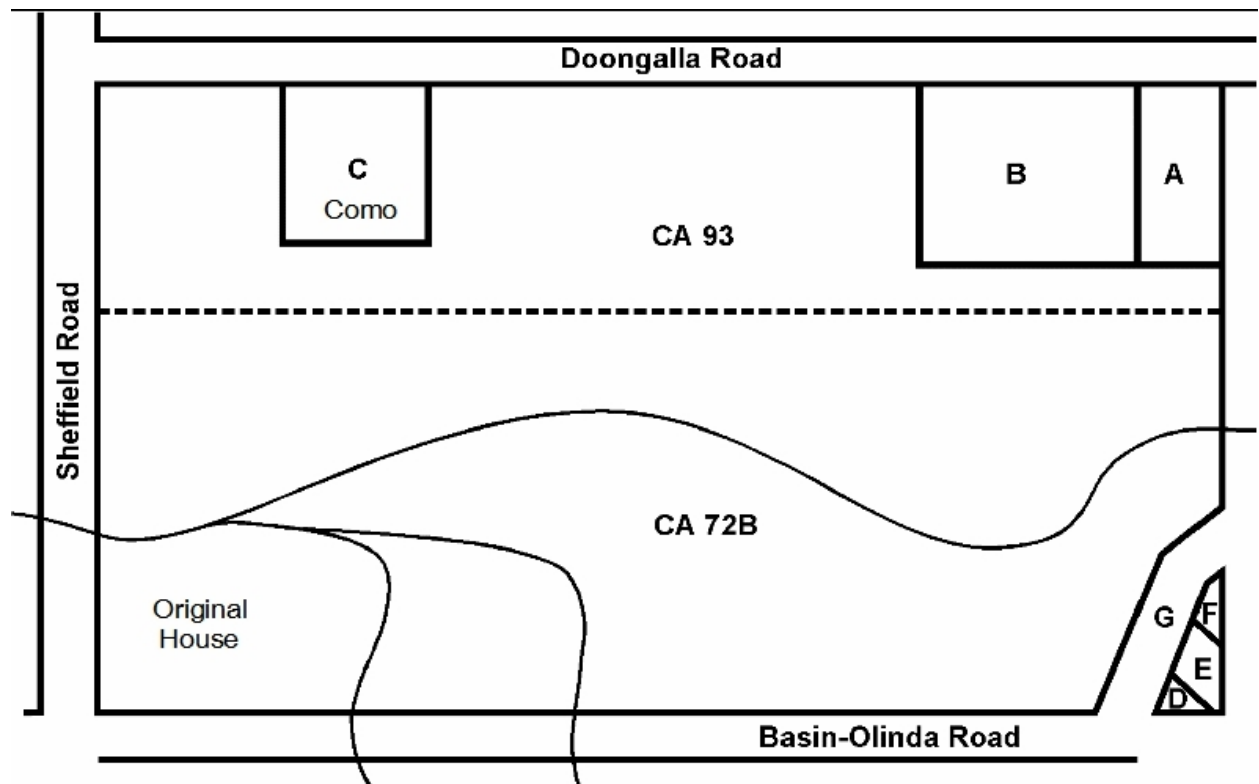 Doongalla Road
C
Como
B
A
CA 93
Sheffield Road
CA 72B
Original
House
G
F
E
D
Basin-Olinda Road